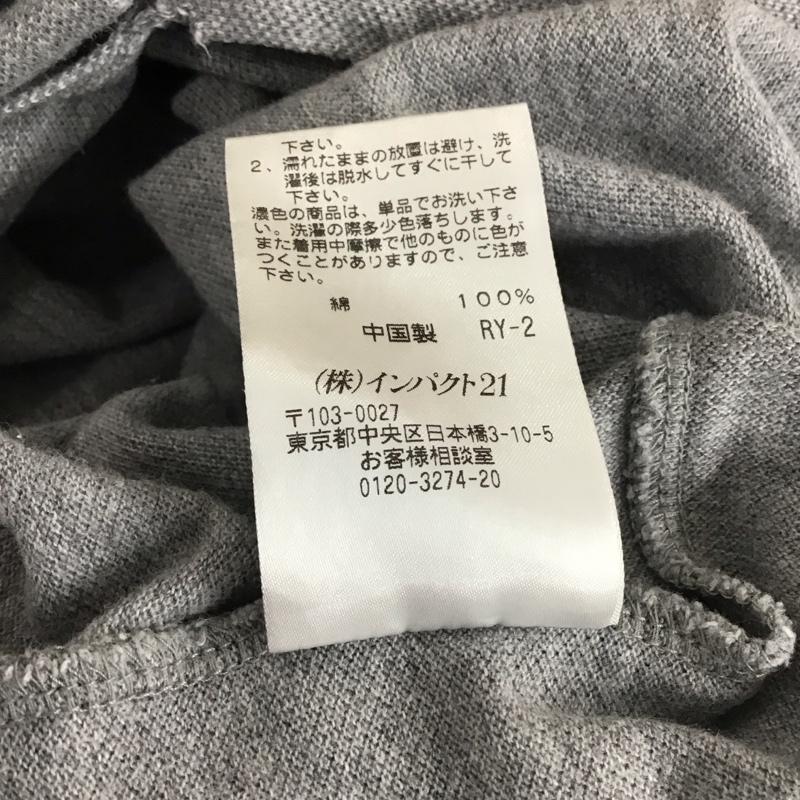 下さい。
2、濡れたままの放置は避け、洗
濯後は脱水してすぐに干して
下さい。
濃色の商品は、単品でお洗い下さ
い。洗濯の際多少色落ちします。
また着用中摩擦で他のものに色が
つくことがありますので、ご注意
下さい。
綿 100%
中国製 RY-2
(株)インパクト21
〒103-0027
東京都中央区日本橋3-10-5
お客様相談室
0120-3274-20